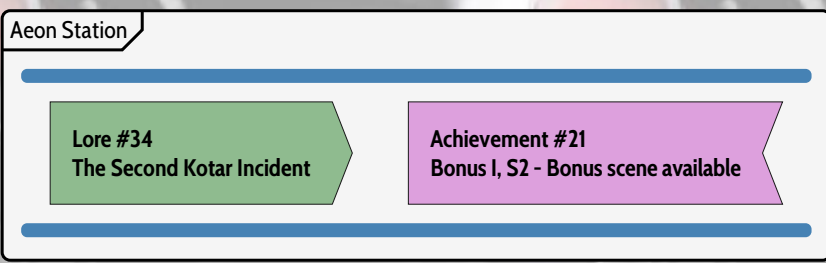 Aeon Station
Lore #34
The Second Kotar Incident
Achievement #21
Bonus I, S2 - Bonus scene available